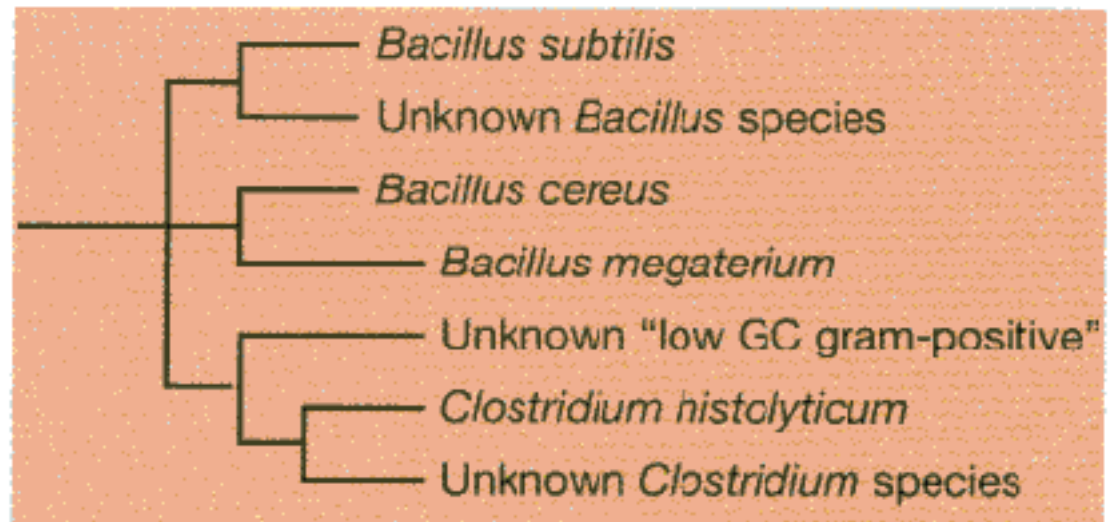 Bacillus subtilis
Unknown Bacillus species
Bacillus cereus
Bacillus megaterium
Unknown “low GC gram-positive”
Clostridium histolyticum
Unknown Clostridium species